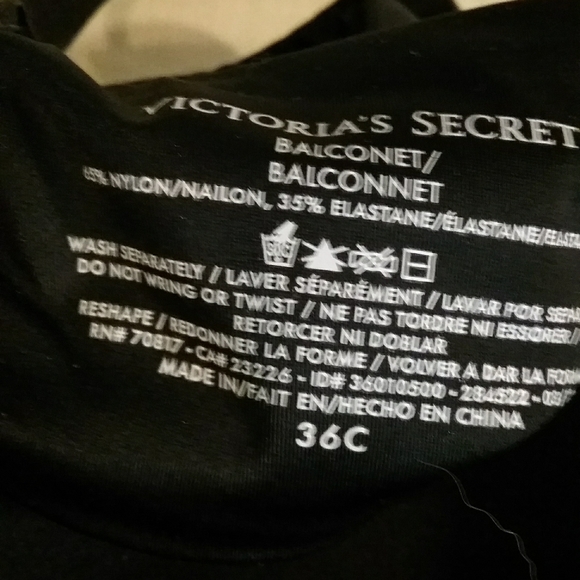 VICTORIA'S SECRET
BALCONET/
BALCONNET
65% NYLON/NAILON, 35% ELASTANE/ÉLASTANE/ELASTA
WASH SEPARATELY // LAVER SÉPARÉMENT // LAVAR POR SEPA
DO NOT WRING OR TWIST / NE PAS TORDRE NI ESSORER/
RETORCER NI DOBLAR
RESHAPE / REDONNER LA FORME / VOLVER A DAR LA FORM
RN# 70817 - CA# 23226 - ID# 36010500 - 284522 -
MADE IN/FAIT EN/HECHO EN CHINA
36C